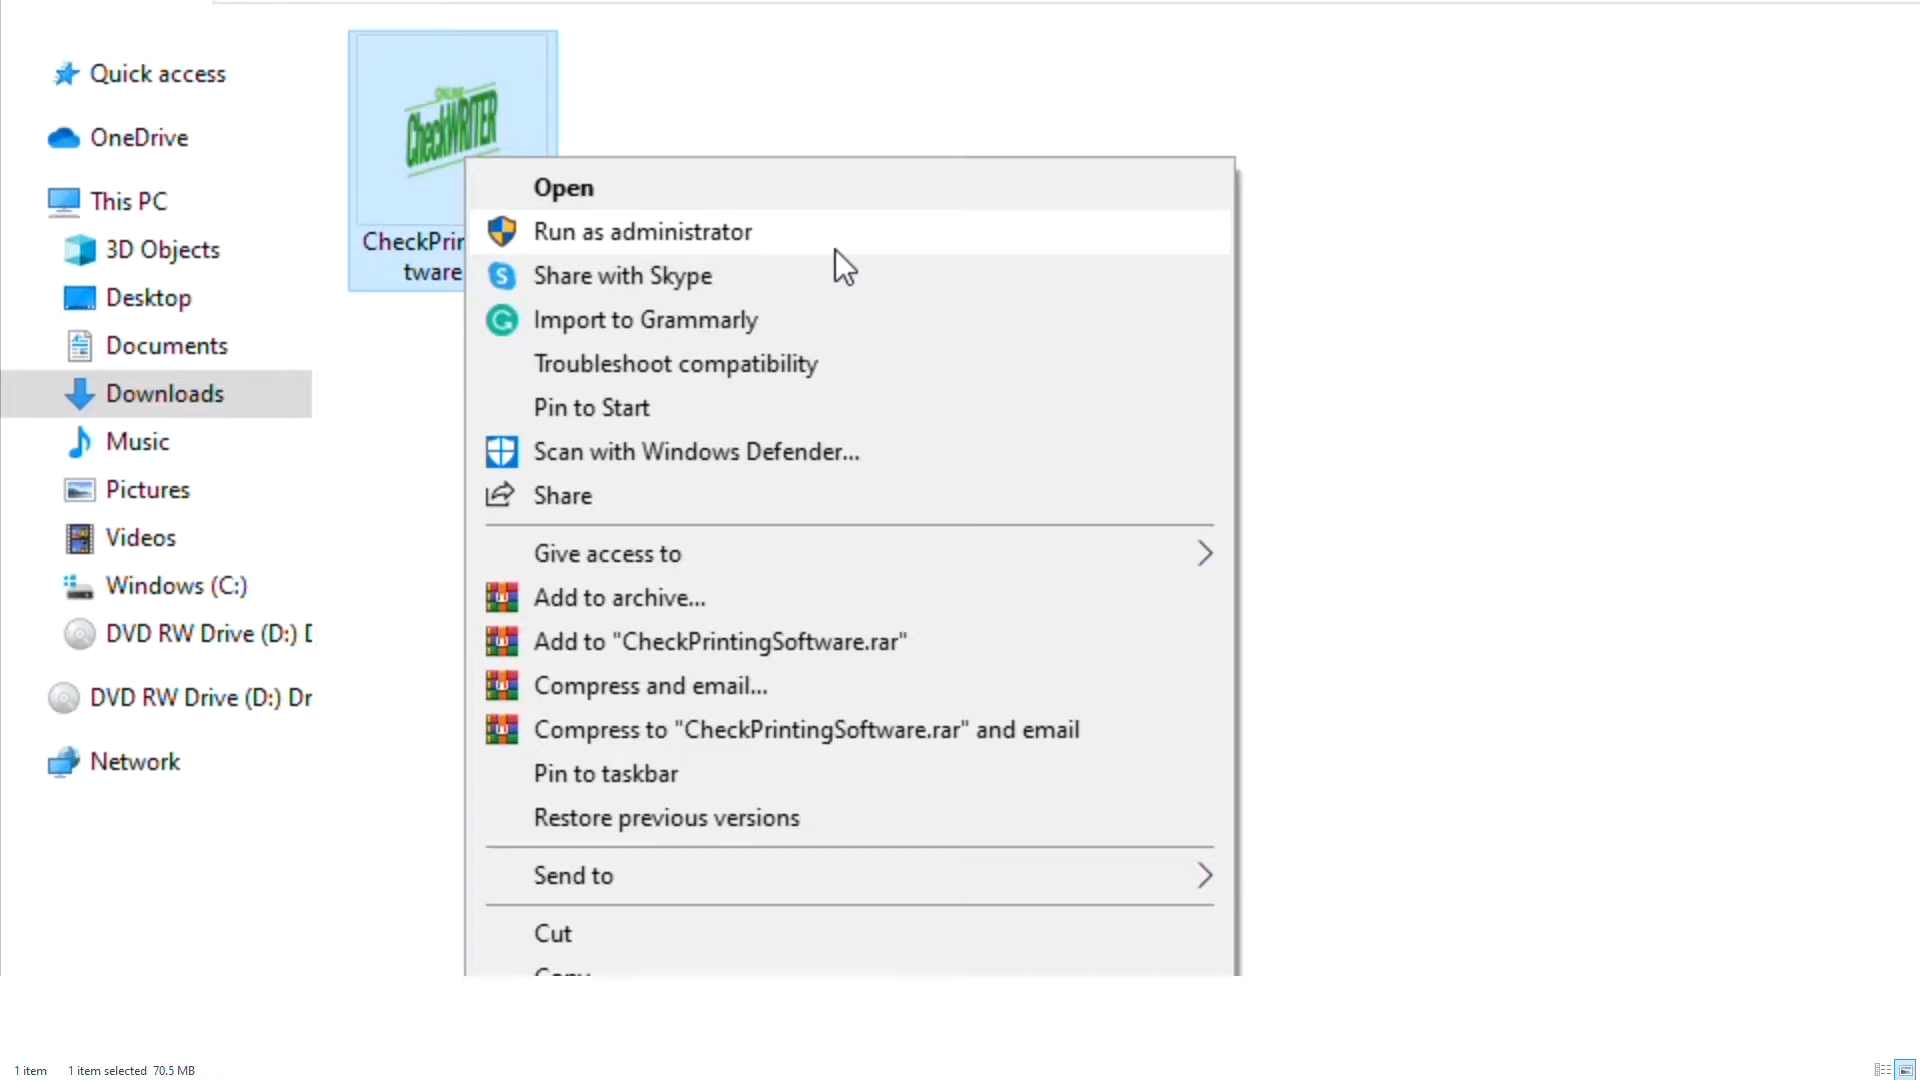 Quick access
OneDrive
This PC
3D Objects
Desktop
Documents
Downloads
Music
Pictures
Videos
Windows (C:)
DVD RW Drive (D:)
DVD RW Drive (D:) Dr
Network
ONLINE
CheckWRITER
CheckPrin
tware
Open
Run as administrator
Share with Skype
Import to Grammarly
Troubleshoot compatibility
Pin to Start
Scan with Windows Defender...
Share
Give access to
Add to archive...
Add to "CheckPrintingSoftware.rar"
Compress and email...
Compress to "CheckPrintingSoftware.rar" and email
Pin to taskbar
Restore previous versions
Send to
Cut
Copy
1 item 1 item selected 70.5 MB